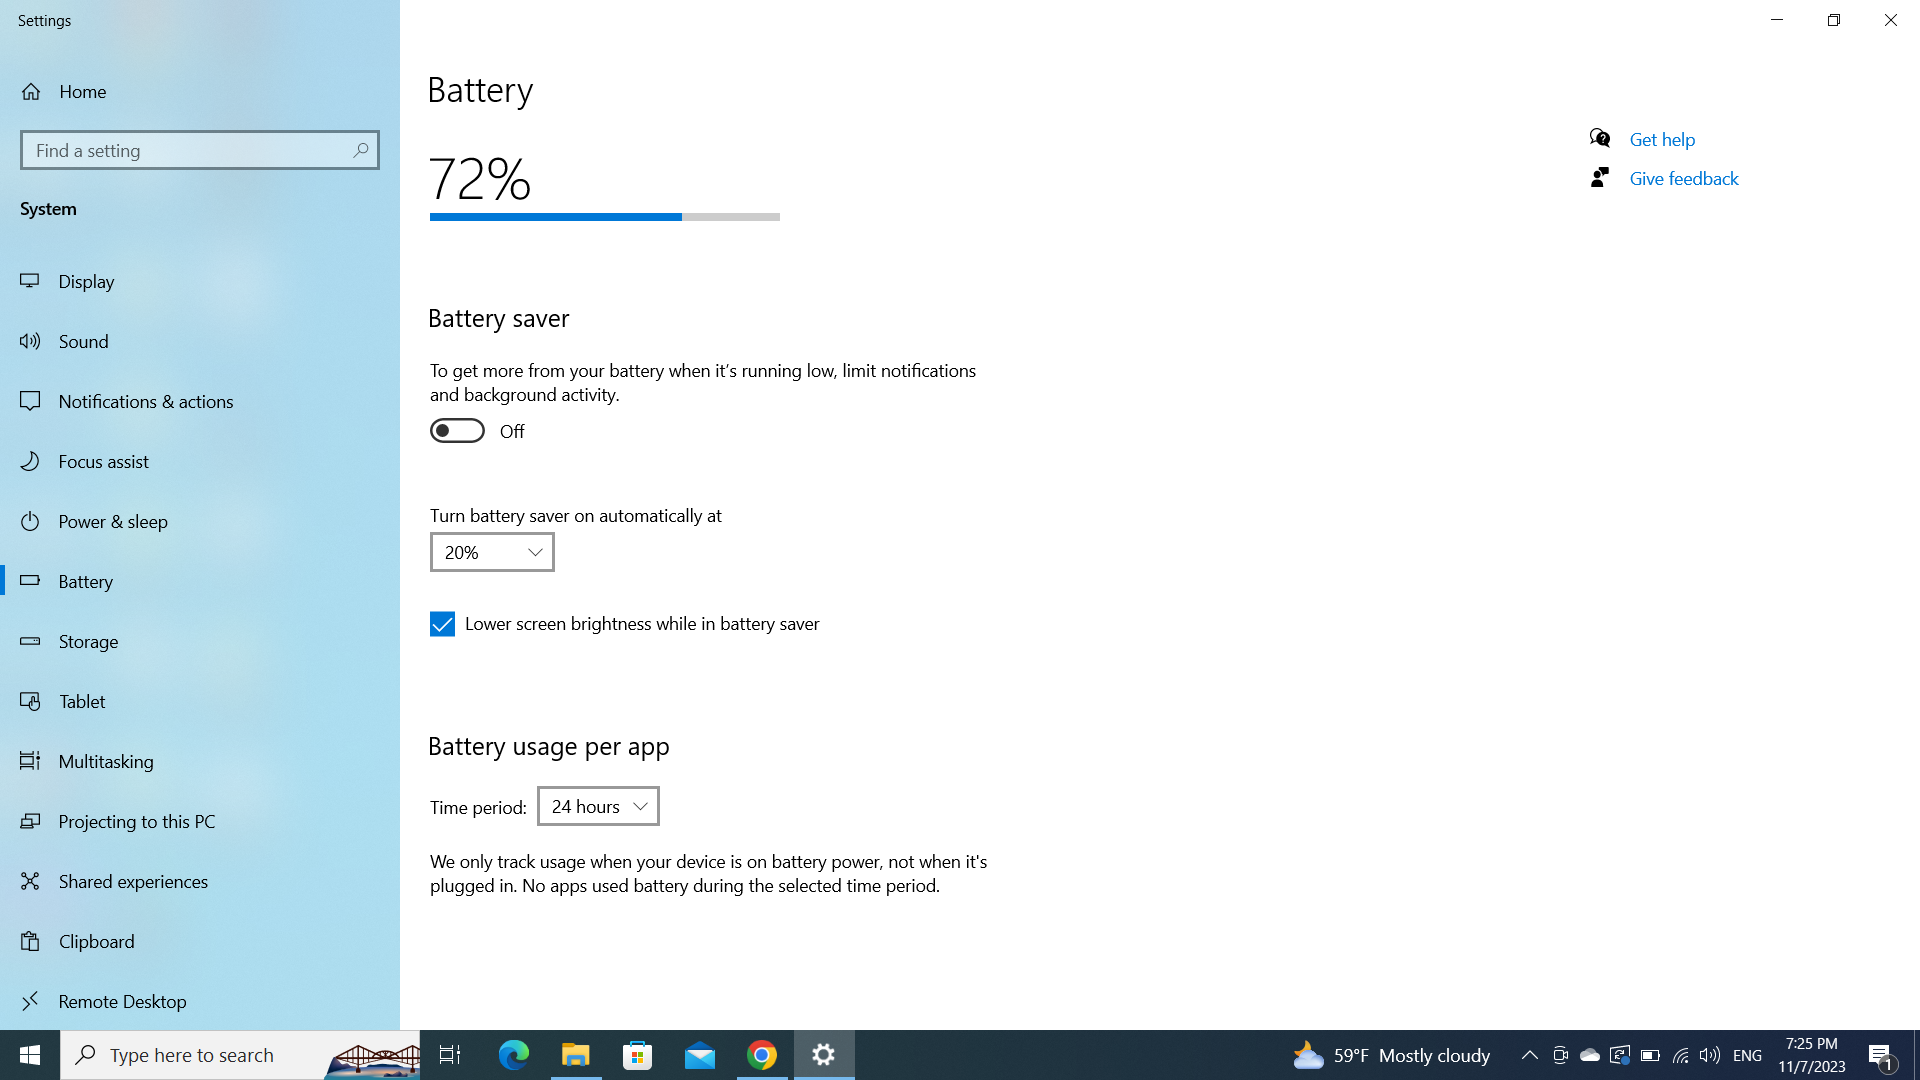 Settings
Home
Find a setting
System
Display
Sound
Notifications & actions
Focus assist
Power & sleep
Battery
Storage
Tablet
Multitasking
Projecting to this PC
Shared experiences
Clipboard
Remote Desktop
Battery
72%
Battery saver
To get more from your battery when it’s running low, limit notifications
and background activity.
Off
Turn battery saver on automatically at
20%
Lower screen brightness while in battery saver
Battery usage per app
Time period: 24 hours
We only track usage when your device is on battery power, not when it's
plugged in. No apps used battery during the selected time period.
Get help
Give feedback
Type here to search
59°F Mostly cloudy
ENG
7:25 PM
11/7/2023
1